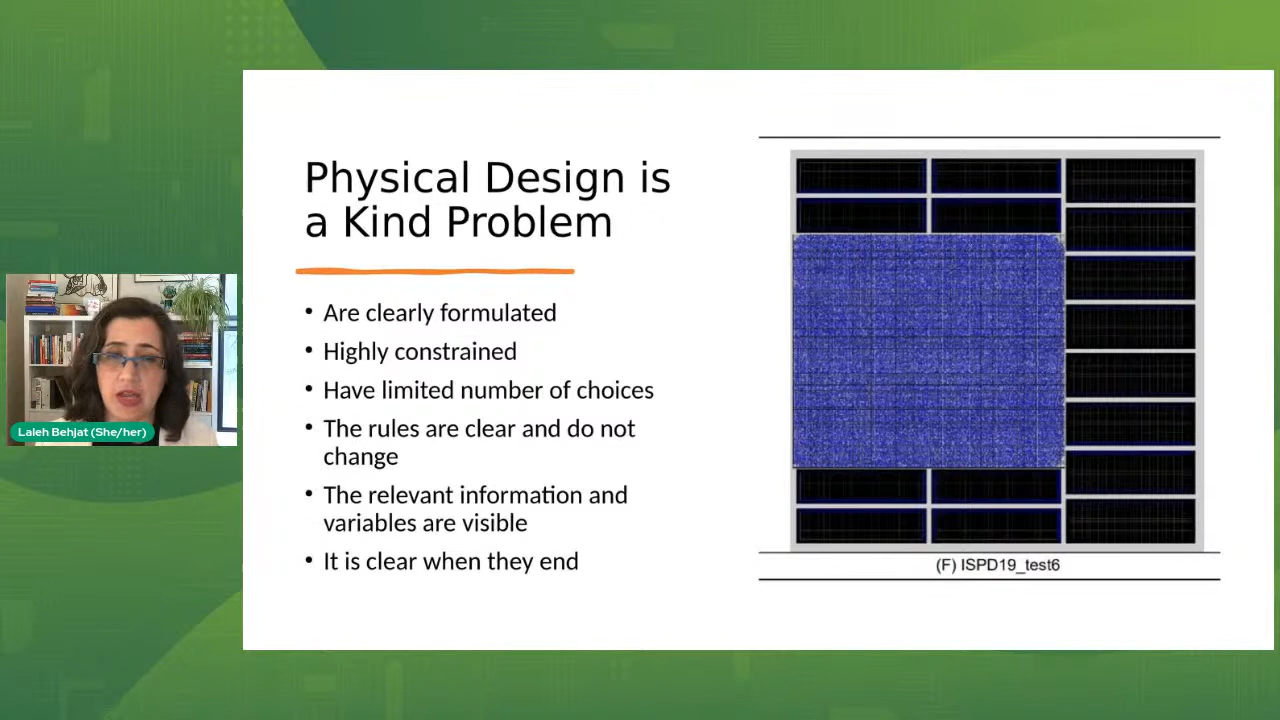 Physical Design is
a Kind Problem
• Are clearly formulated
• Highly constrained
• Have limited number of choices
• The rules are clear and do not
change
• The relevant information and
variables are visible
• It is clear when they end
(F) ISPD19_test6
Laleh Behjat (She/her)